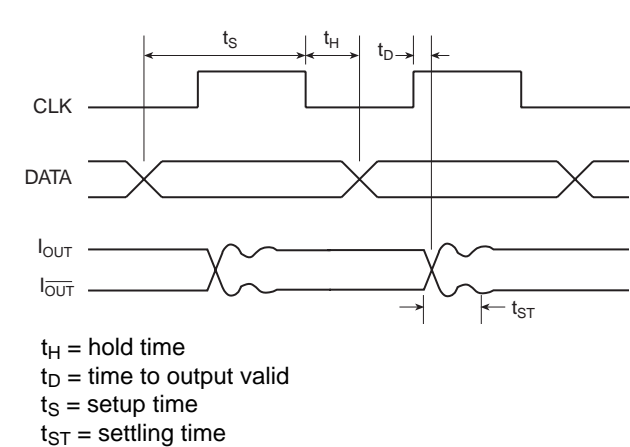 tS tH tD
CLK
DATA
IOUT
I̅O̅U̅T̅
tST
tH = hold time
tD = time to output valid
tS = setup time
tST = settling time